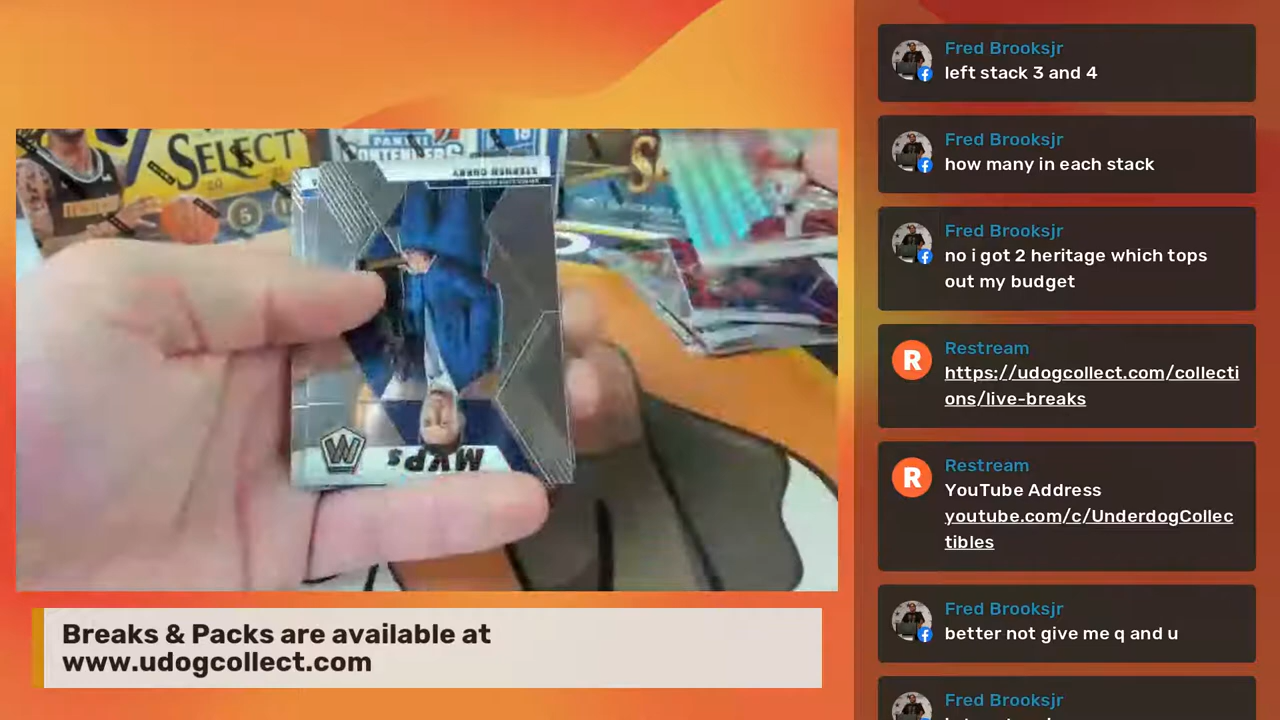 SELECT
PANINI
CONTENDERS
STEPHEN CURRY
MVPs
Breaks & Packs are available at
www.udogcollect.com
Fred Brooksjr
left stack 3 and 4
Fred Brooksjr
how many in each stack
Fred Brooksjr
no i got 2 heritage which tops
out my budget
Restream
https://udogcollect.com/collecti
ons/live-breaks
Restream
YouTube Address
youtube.com/c/UnderdogCollec
tibles
Fred Brooksjr
better not give me q and u
Fred Brooksjr